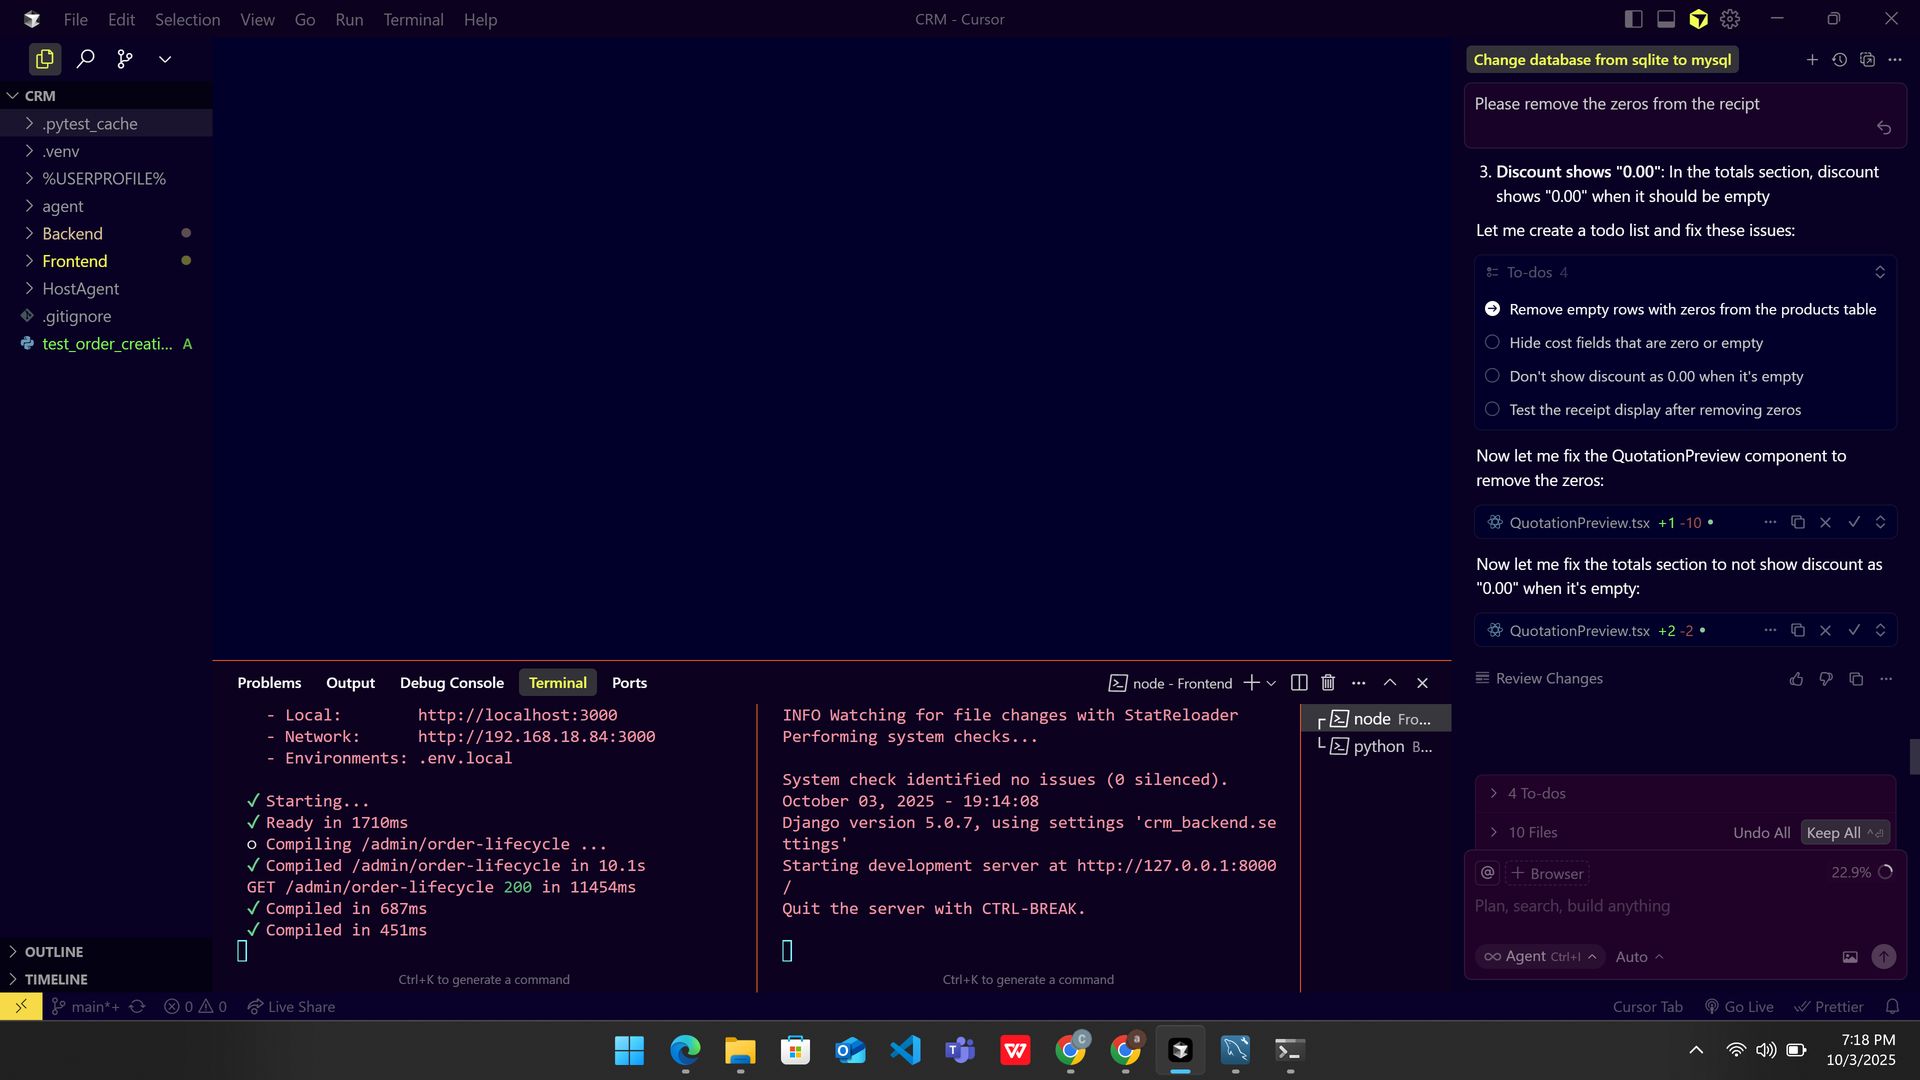 File Edit Selection View Go Run Terminal Help
CRM - Cursor
CRM
.pytest_cache
.venv
%USERPROFILE%
agent
Backend
Frontend
HostAgent
.gitignore
test_order_creati... A
OUTLINE
TIMELINE
Problems Output Debug Console Terminal Ports
node - Frontend
- Local: http://localhost:3000
- Network: http://192.168.18.84:3000
- Environments: .env.local
✓ Starting...
✓ Ready in 1710ms
○ Compiling /admin/order-lifecycle ...
✓ Compiled /admin/order-lifecycle in 10.1s
GET /admin/order-lifecycle 200 in 11454ms
✓ Compiled in 687ms
✓ Compiled in 451ms
Ctrl+K to generate a command
INFO Watching for file changes with StatReloader
Performing system checks...
System check identified no issues (0 silenced).
October 03, 2025 - 19:14:08
Django version 5.0.7, using settings 'crm_backend.se
ttings'
Starting development server at http://127.0.0.1:8000
/
Quit the server with CTRL-BREAK.
Ctrl+K to generate a command
node Fro...
python B...
Change database from sqlite to mysql
Please remove the zeros from the recipt
3. Discount shows "0.00": In the totals section, discount
shows "0.00" when it should be empty
Let me create a todo list and fix these issues:
To-dos 4
Remove empty rows with zeros from the products table
Hide cost fields that are zero or empty
Don't show discount as 0.00 when it's empty
Test the receipt display after removing zeros
Now let me fix the QuotationPreview component to
remove the zeros:
QuotationPreview.tsx +1 -10 •
Now let me fix the totals section to not show discount as
"0.00" when it's empty:
QuotationPreview.tsx +2 -2 •
Review Changes
4 To-dos
10 Files Undo All Keep All ^⏎
@ + Browser 22.9%
Plan, search, build anything
∞ Agent Ctrl+I Auto
main*+ 0 0 Live Share
Cursor Tab Go Live Prettier
C
a
7:18 PM
10/3/2025